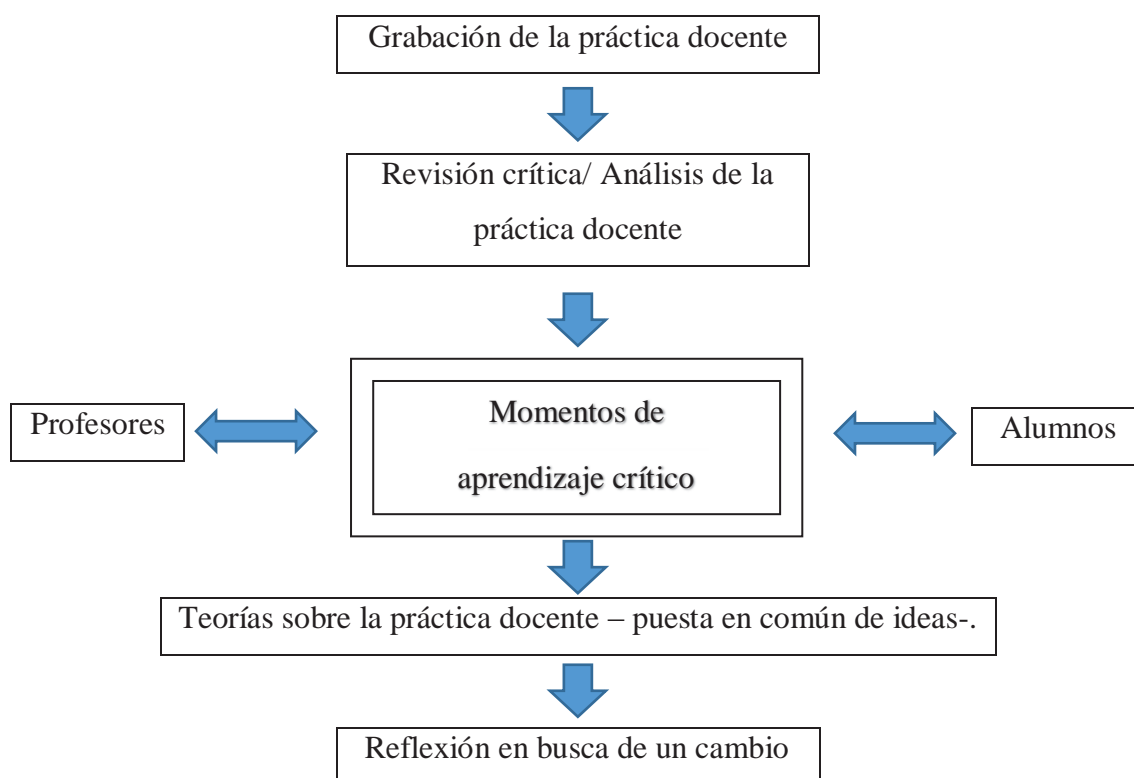 Grabación de la práctica docente
Revisión crítica/ Análisis de la
práctica docente
Profesores
Momentos de
aprendizaje crítico
Alumnos
Teorías sobre la práctica docente – puesta en común de ideas-.
Reflexión en busca de un cambio